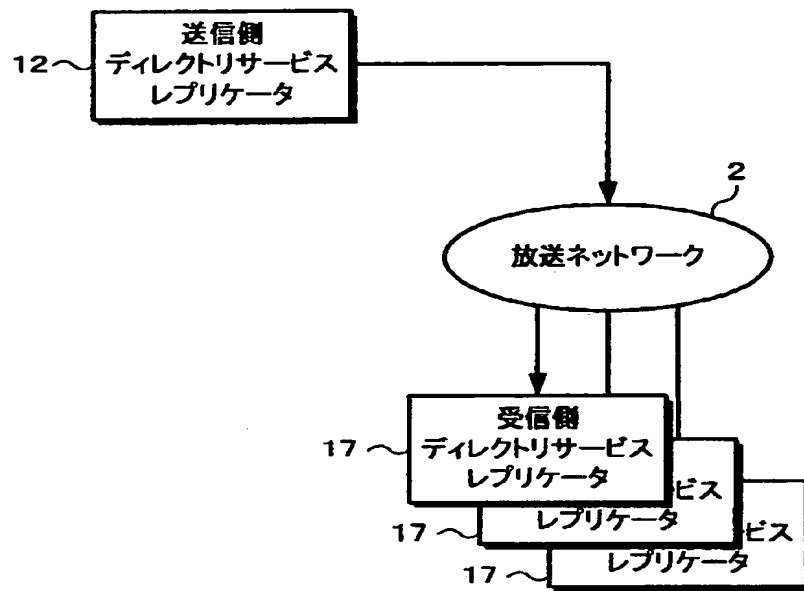 送信側
12
ディレクトリサービス
レプリケータ
2
放送ネットワーク
受信側
17
ディレクトリサービス
レプリケータ
ビス
17
レプリケータ
ビス
17
レプリケータ